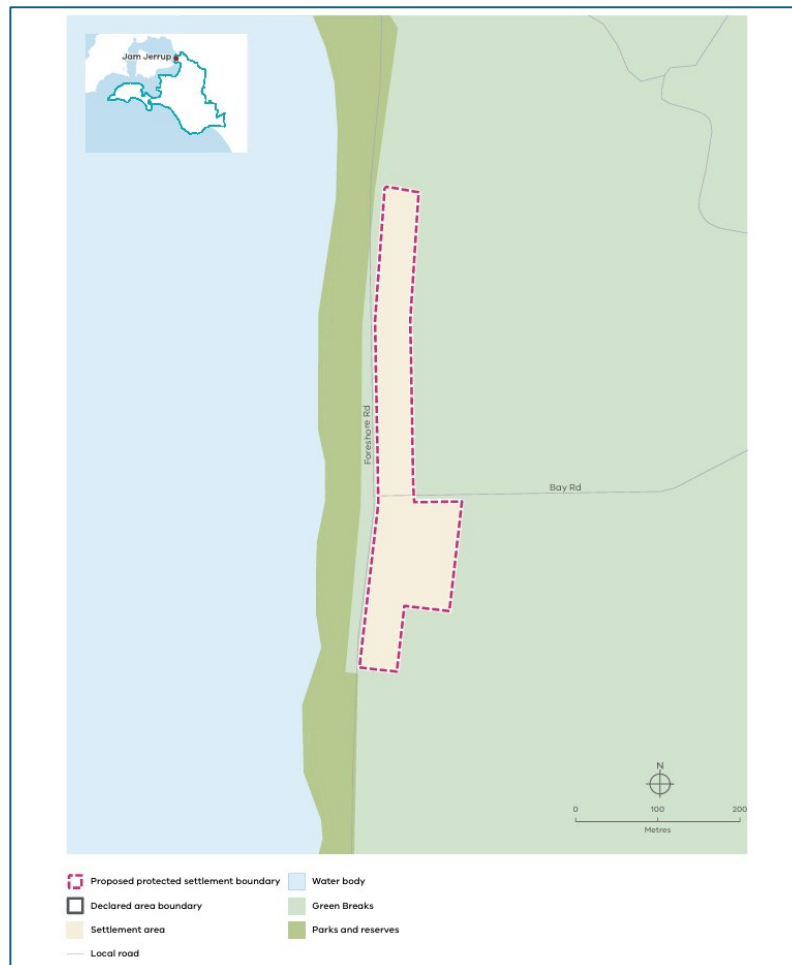 Jam Jerrup
Foreshore Rd
Bay Rd
N
0 100 200
Metres
Proposed protected settlement boundary
Water body
Declared area boundary
Green Breaks
Settlement area
Parks and reserves
Local road